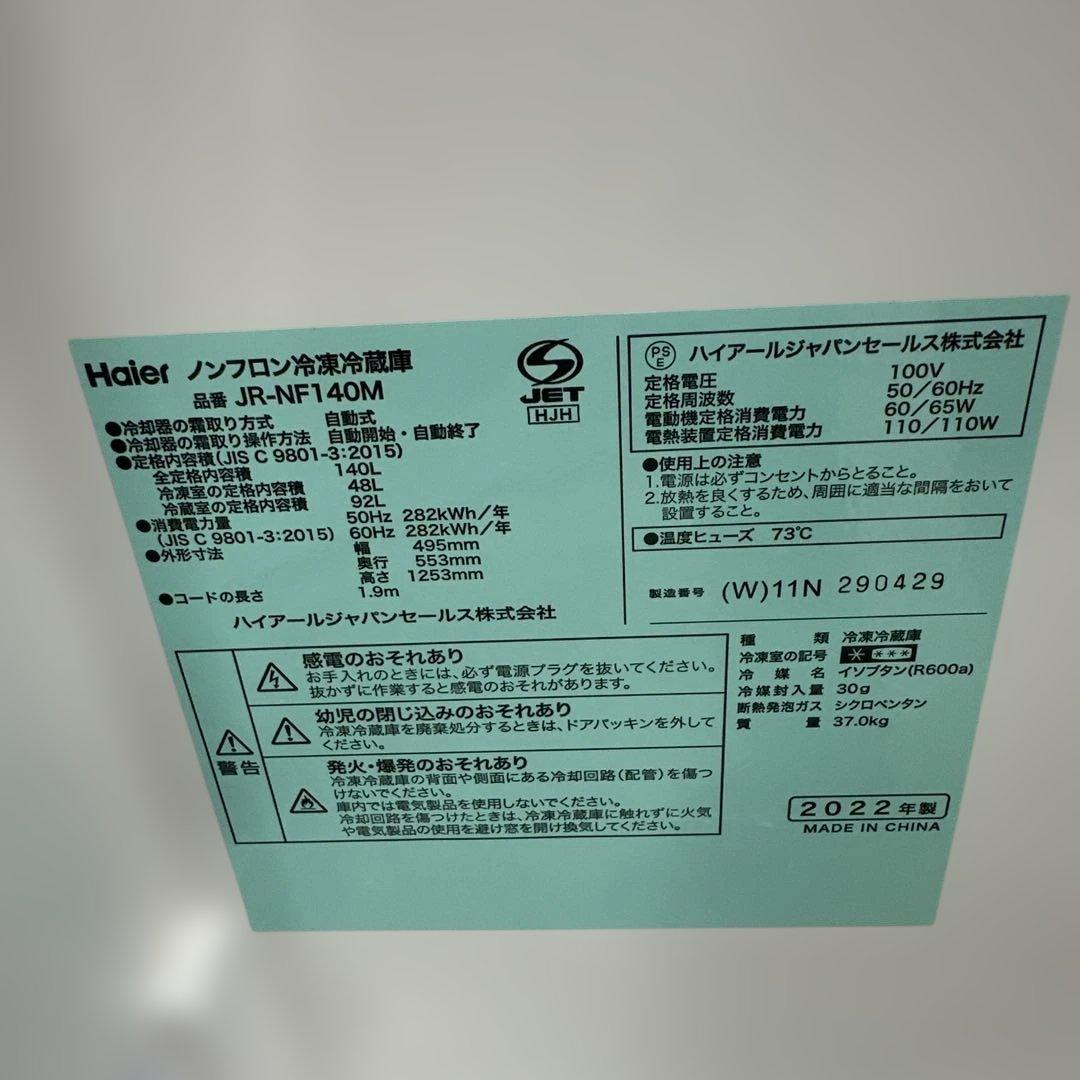 Haier ノンフロン冷凍冷蔵庫
品番 JR-NF140M
JET
HJH
●冷却器の霜取り方式 自動式
●冷却器の霜取り操作方法 自動開始・自動終了
●定格内容積(JIS C 9801-3:2015)
全定格内容積 140L
冷凍室の定格内容積 48L
冷蔵室の定格内容積 92L
●消費電力量 50Hz 282kWh/年
(JIS C 9801-3:2015) 60Hz 282kWh/年
●外形寸法 幅 495mm
奥行 553mm
高さ 1253mm
●コードの長さ 1.9m
ハイアールジャパンセールス株式会社
PS E ハイアールジャパンセールス株式会社
定格電圧 100V
定格周波数 50/60Hz
電動機定格消費電力 60/65W
電熱装置定格消費電力 110/110W
●使用上の注意
1.電源は必ずコンセントからとること。
2.放熱を良くするため、周囲に適当な間隔をおいて
設置すること。
●温度ヒューズ 73℃
製造番号 (W)11N 290429
警告
感電のおそれあり
お手入れのときには、必ず電源プラグを抜いてください。
抜かずに作業すると感電のおそれがあります。
幼児の閉じ込めのおそれあり
冷凍冷蔵庫を廃棄処分するときは、ドアパッキンを外して
ください。
発火・爆発のおそれあり
冷凍冷蔵庫の背面や側面にある冷却回路(配管)を傷つ
けないでください。
庫内では電気製品を使用しないでください。
冷却回路を傷つけたときは、冷凍冷蔵庫に触れずに火気
や電気製品の使用を避け窓を開け換気してください。
種類 冷凍冷蔵庫
冷凍室の記号 * ***
冷媒名 イソブタン(R600a)
冷媒封入量 30g
断熱発泡ガス シクロペンタン
質量 37.0kg
2022年製
MADE IN CHINA